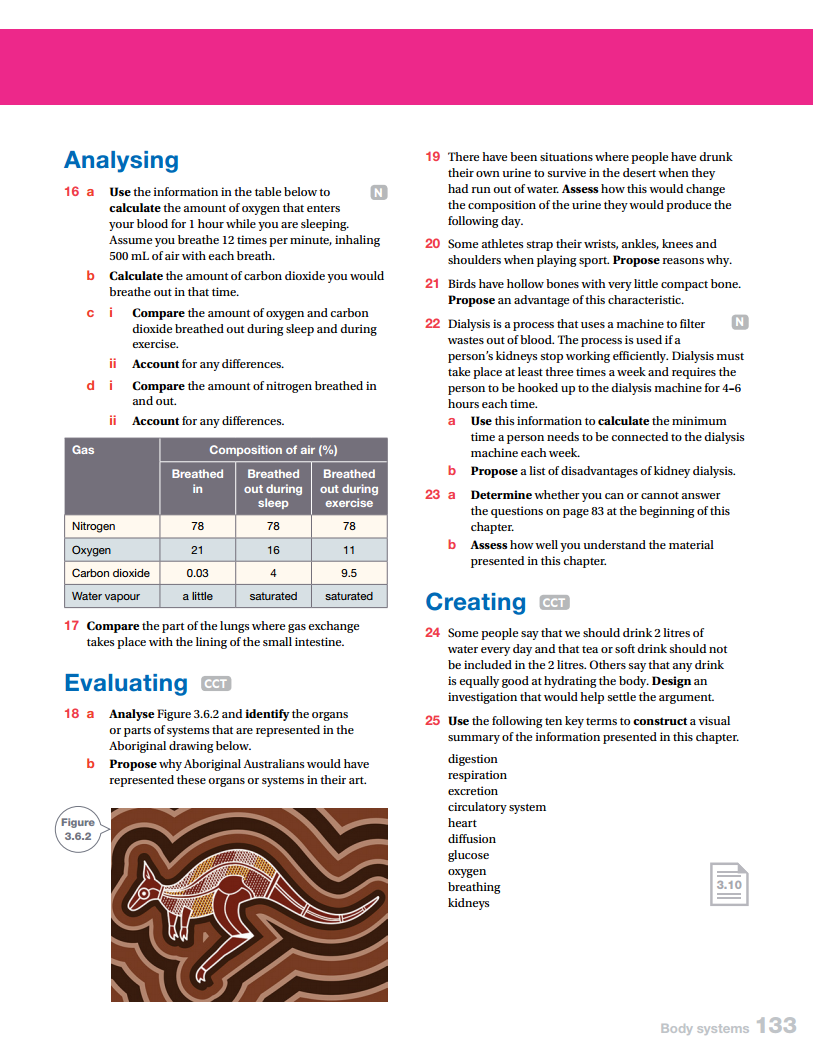 Analysing
16 a Use the information in the table below to N
calculate the amount of oxygen that enters
your blood for 1 hour while you are sleeping.
Assume you breathe 12 times per minute, inhaling
500 mL of air with each breath.
b Calculate the amount of carbon dioxide you would
breathe out in that time.
c i Compare the amount of oxygen and carbon
dioxide breathed out during sleep and during
exercise.
ii Account for any differences.
d i Compare the amount of nitrogen breathed in
and out.
ii Account for any differences.
Gas Composition of air (%)
Breathed in Breathed out during sleep Breathed out during exercise
Nitrogen 78 78 78
Oxygen 21 16 11
Carbon dioxide 0.03 4 9.5
Water vapour a little saturated saturated
17 Compare the part of the lungs where gas exchange
takes place with the lining of the small intestine.
Evaluating CCT
18 a Analyse Figure 3.6.2 and identify the organs
or parts of systems that are represented in the
Aboriginal drawing below.
b Propose why Aboriginal Australians would have
represented these organs or systems in their art.
Figure
3.6.2
19 There have been situations where people have drunk
their own urine to survive in the desert when they
had run out of water. Assess how this would change
the composition of the urine they would produce the
following day.
20 Some athletes strap their wrists, ankles, knees and
shoulders when playing sport. Propose reasons why.
21 Birds have hollow bones with very little compact bone.
Propose an advantage of this characteristic.
22 Dialysis is a process that uses a machine to filter N
wastes out of blood. The process is used if a
person's kidneys stop working efficiently. Dialysis must
take place at least three times a week and requires the
person to be hooked up to the dialysis machine for 4–6
hours each time.
a Use this information to calculate the minimum
time a person needs to be connected to the dialysis
machine each week.
b Propose a list of disadvantages of kidney dialysis.
23 a Determine whether you can or cannot answer
the questions on page 83 at the beginning of this
chapter.
b Assess how well you understand the material
presented in this chapter.
Creating CCT
24 Some people say that we should drink 2 litres of
water every day and that tea or soft drink should not
be included in the 2 litres. Others say that any drink
is equally good at hydrating the body. Design an
investigation that would help settle the argument.
25 Use the following ten key terms to construct a visual
summary of the information presented in this chapter.
digestion
respiration
excretion
circulatory system
heart
diffusion
glucose
oxygen
breathing
kidneys
3.10
Body systems 133